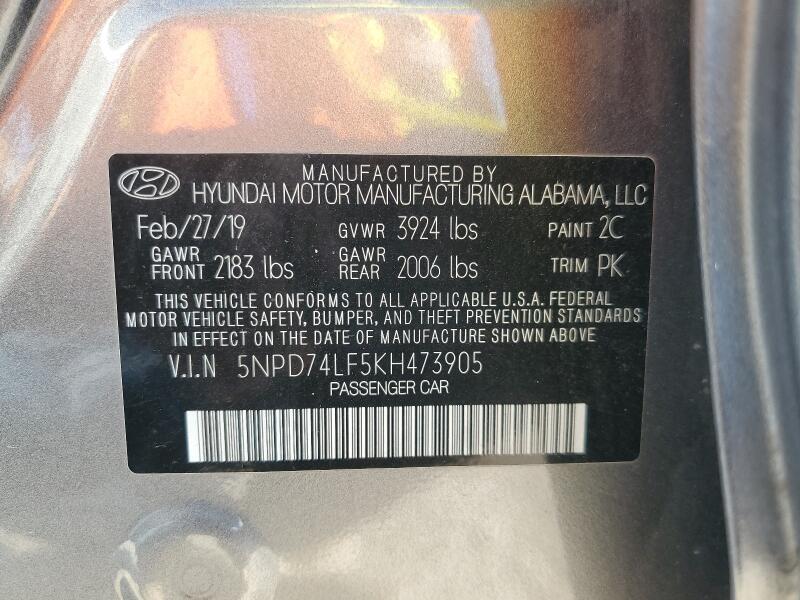 MANUFACTURED BY
HYUNDAI MOTOR MANUFACTURING ALABAMA, LLC
Feb/27/19 GVWR 3924 lbs PAINT 2C
GAWR FRONT 2183 lbs GAWR REAR 2006 lbs TRIM PK
THIS VEHICLE CONFORMS TO ALL APPLICABLE U.S.A. FEDERAL
MOTOR VEHICLE SAFETY, BUMPER, AND THEFT PREVENTION STANDARDS
IN EFFECT ON THE DATE OF MANUFACTURE SHOWN ABOVE
V.I.N 5NPD74LF5KH473905
PASSENGER CAR